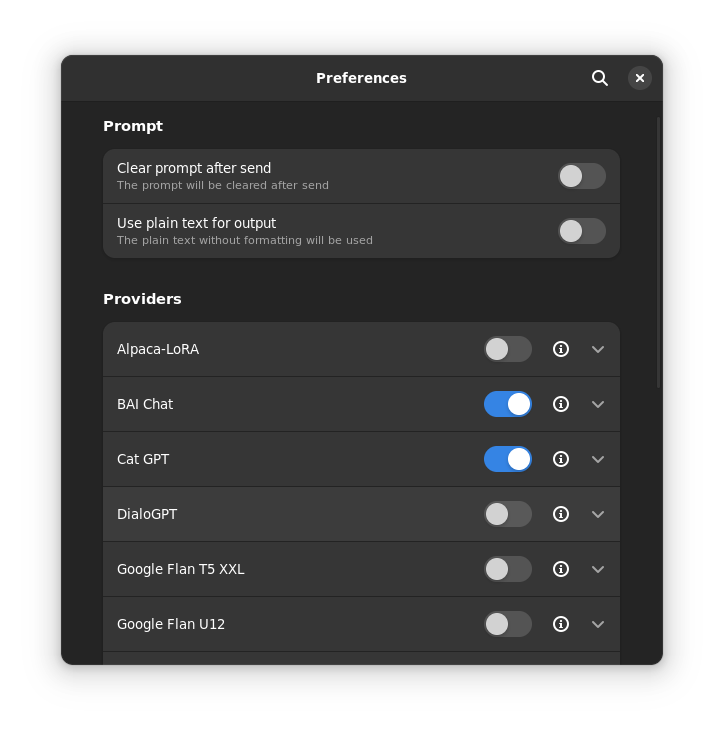 Preferences
Prompt
Clear prompt after send
The prompt will be cleared after send
Use plain text for output
The plain text without formatting will be used
Providers
Alpaca-LoRA
BAI Chat
Cat GPT
DialoGPT
Google Flan T5 XXL
Google Flan U12